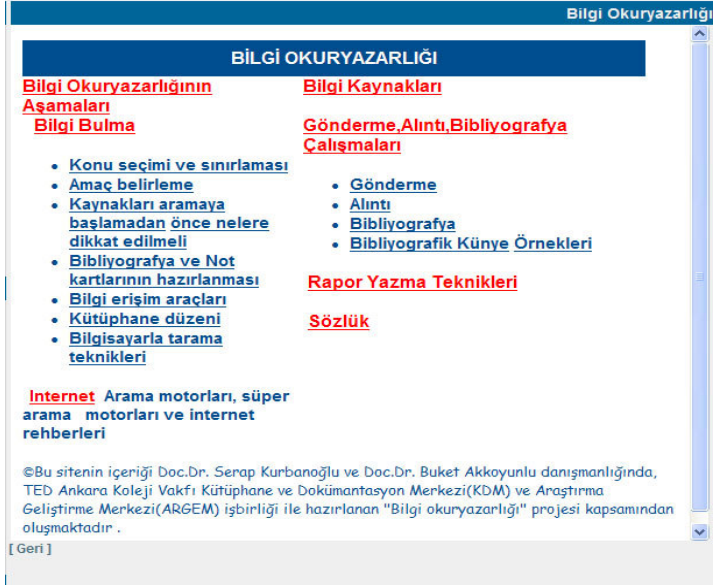 Bilgi Okuryazarlığı
BİLGİ OKURYAZARLIĞI
Bilgi Okuryazarlığının
Aşamaları
Bilgi Bulma
Konu seçimi ve sınırlaması
Amaç belirleme
Kaynakları aramaya
başlamadan önce nelere
dikkat edilmeli
Bibliyografya ve Not
kartlarının hazırlanması
Bilgi erişim araçları
Kütüphane düzeni
Bilgisayarla tarama
teknikleri
Internet Arama motorları, süper
arama motorları ve internet
rehberleri
Bilgi Kaynakları
Gönderme,Alıntı,Bibliyografya
Çalışmaları
Gönderme
Alıntı
Bibliyografya
Bibliyografik Künye Örnekleri
Rapor Yazma Teknikleri
Sözlük
©Bu sitenin içeriği Doc.Dr. Serap Kurbanoğlu ve Doc.Dr. Buket Akkoyunlu danışmanlığında,
TED Ankara Koleji Vakfı Kütüphane ve Dokümantasyon Merkezi(KDM) ve Araştırma
Geliştirme Merkezi(ARGEM) işbirliği ile hazırlanan "Bilgi okuryazarlığı" projesi kapsamından
oluşmaktadır .
[ Geri ]